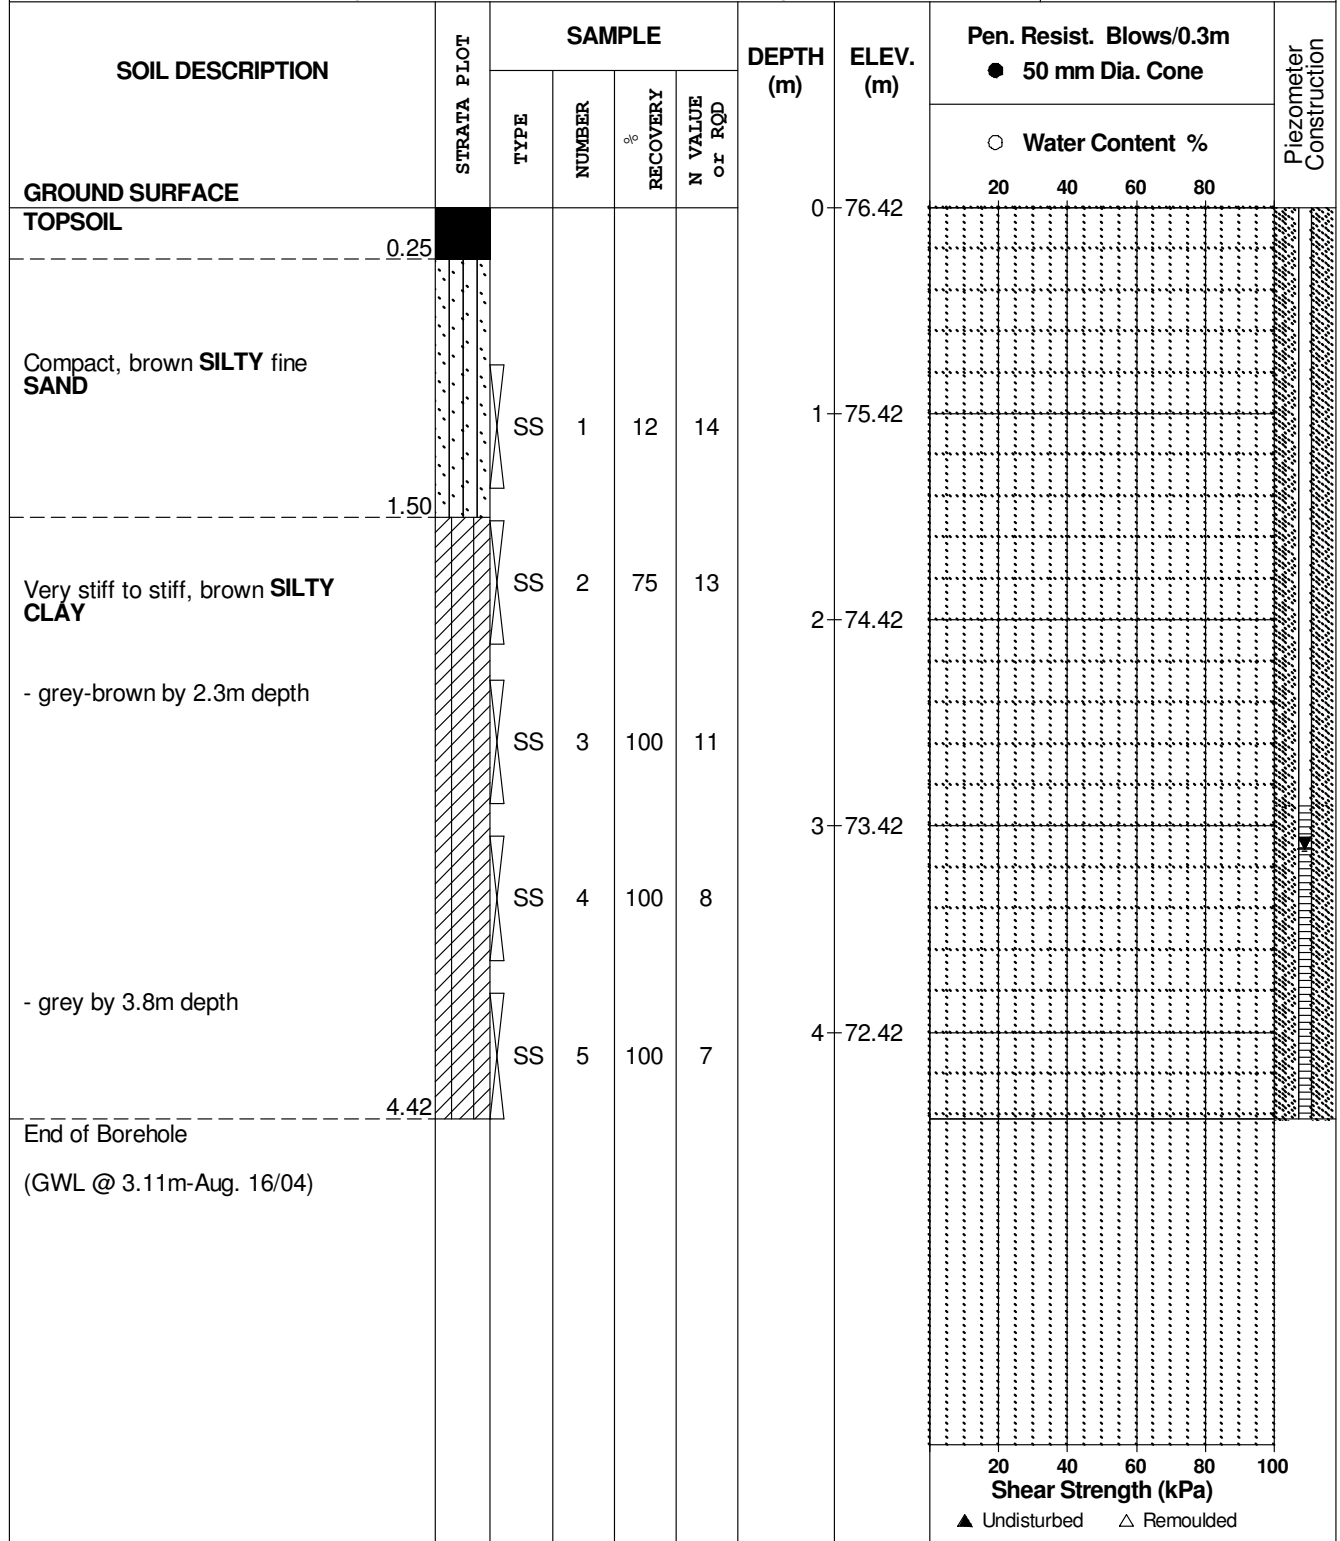 SOIL DESCRIPTION
STRATA PLOT
SAMPLE
TYPE
NUMBER
%
RECOVERY
N VALUE
or RQD
DEPTH
(m)
ELEV.
(m)
Pen. Resist. Blows/0.3m
● 50 mm Dia. Cone
○ Water Content %
20 40 60 80
Piezometer
Construction
GROUND SURFACE
0 76.42
TOPSOIL
0.25
Compact, brown SILTY fine
SAND
SS 1 12 14
1 75.42
1.50
Very stiff to stiff, brown SILTY
CLAY
SS 2 75 13
2 74.42
- grey-brown by 2.3m depth
SS 3 100 11
3 73.42
SS 4 100 8
- grey by 3.8m depth
4 72.42
SS 5 100 7
4.42
End of Borehole
(GWL @ 3.11m-Aug. 16/04)
20 40 60 80 100
Shear Strength (kPa)
▲ Undisturbed △ Remoulded